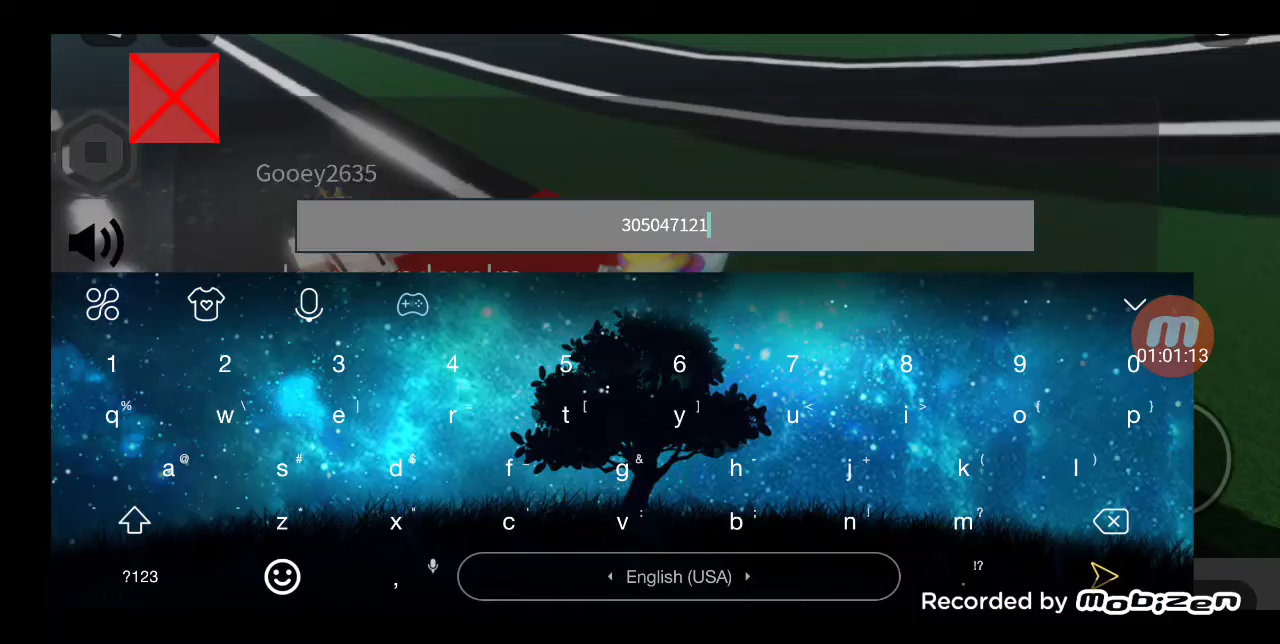 Gooey2635
305047121
01:01:13
1 2 3 4 5 6 7 8 9 0
q% w\ e| r= t[ y] u< i> o{ p}
a@ s# d$ f_ g& h- j+ k( l)
z* x" c' v: b; n! m?
?123 , English (USA) . !?
Recorded by mobizen